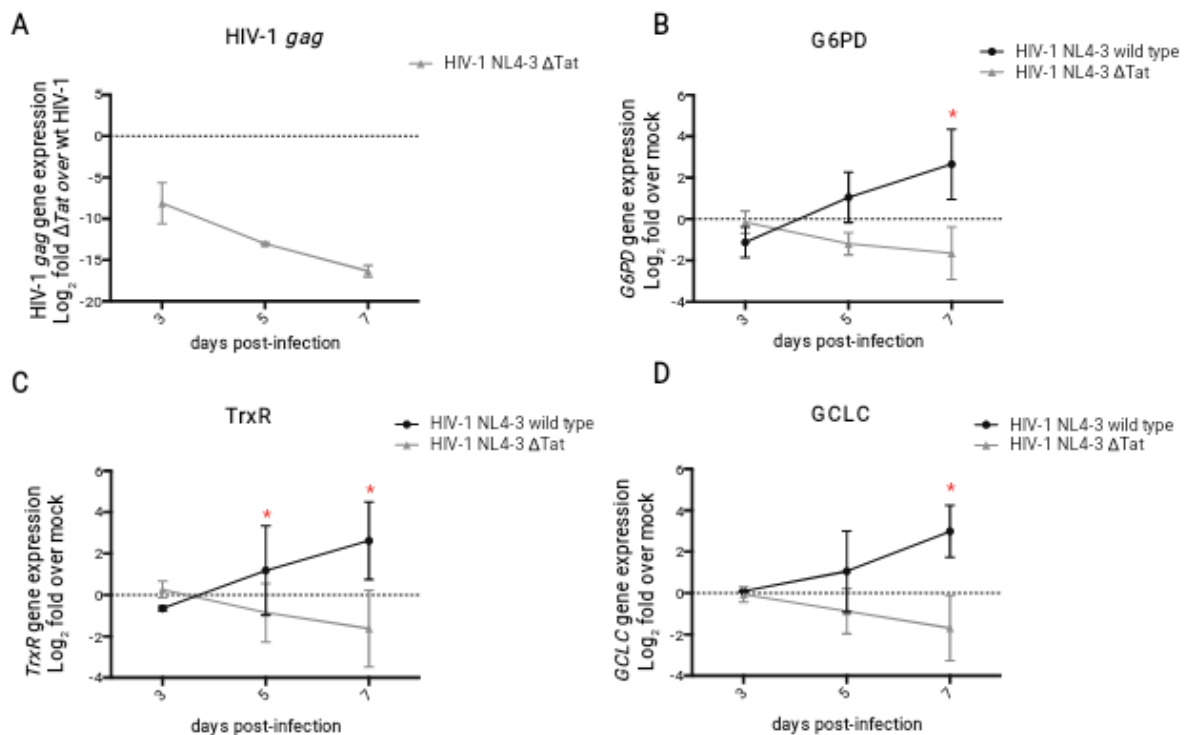 A
HIV-1 gag
HIV-1 NL4-3 ΔTat
HIV-1 gag gene expression
Log₂ fold ΔTat over wt HIV-1
5
0
-5
-10
-15
-20
3
5
7
days post-infection
B
G6PD
HIV-1 NL4-3 wild type
HIV-1 NL4-3 ΔTat
G6PD gene expression
Log₂ fold over mock
6
4
2
0
-2
-4
*
3
5
7
days post-infection
C
TrxR
HIV-1 NL4-3 wild type
HIV-1 NL4-3 ΔTat
TrxR gene expression
Log₂ fold over mock
6
4
2
0
-2
-4
*
*
3
5
7
days post-infection
D
GCLC
HIV-1 NL4-3 wild type
HIV-1 NL4-3 ΔTat
GCLC gene expression
Log₂ fold over mock
6
4
2
0
-2
-4
*
3
5
7
days post-infection